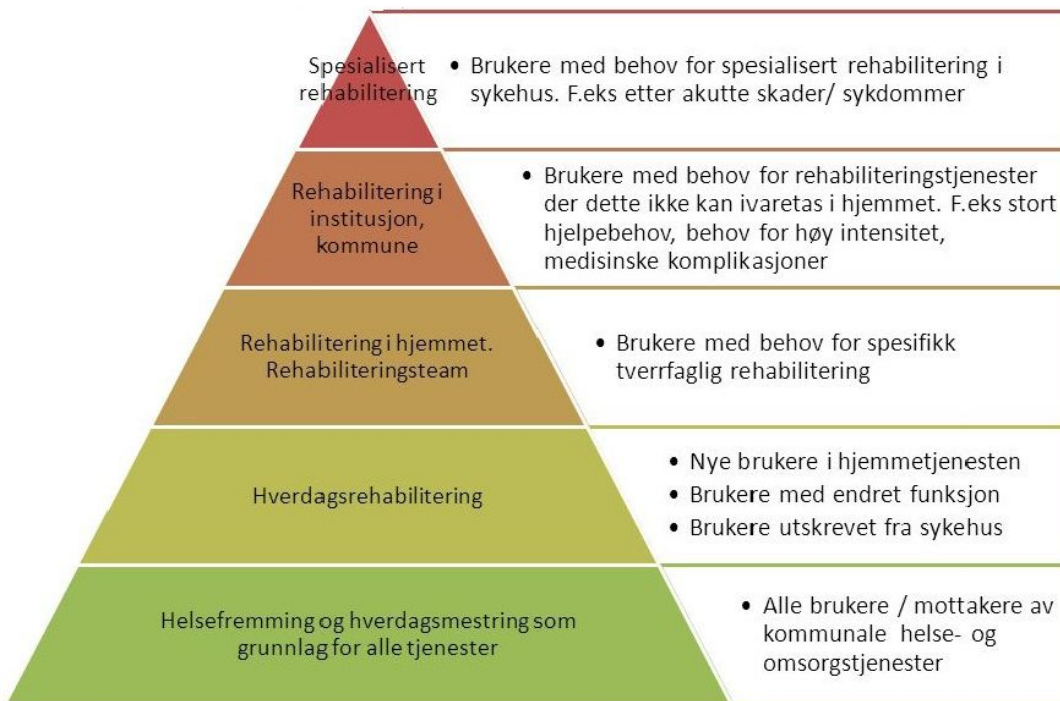 Spesialisert
rehabilitering
• Brukere med behov for spesialisert rehabilitering i
sykehus. F.eks etter akutte skader/ sykdommer
Rehabilitering i
institusjon,
kommune
• Brukere med behov for rehabiliteringstjenester
der dette ikke kan ivaretas i hjemmet. F.eks stort
hjelpebehov, behov for høy intensitet,
medisinske komplikasjoner
Rehabilitering i hjemmet.
Rehabiliteringsteam
• Brukere med behov for spesifikk
tverrfaglig rehabilitering
Hverdagsrehabilitering
• Nye brukere i hjemmetjenesten
• Brukere med endret funksjon
• Brukere utskrevet fra sykehus
Helsefremming og hverdagsmestring som
grunnlag for alle tjenester
• Alle brukere / mottakere av
kommunale helse- og
omsorgstjenester